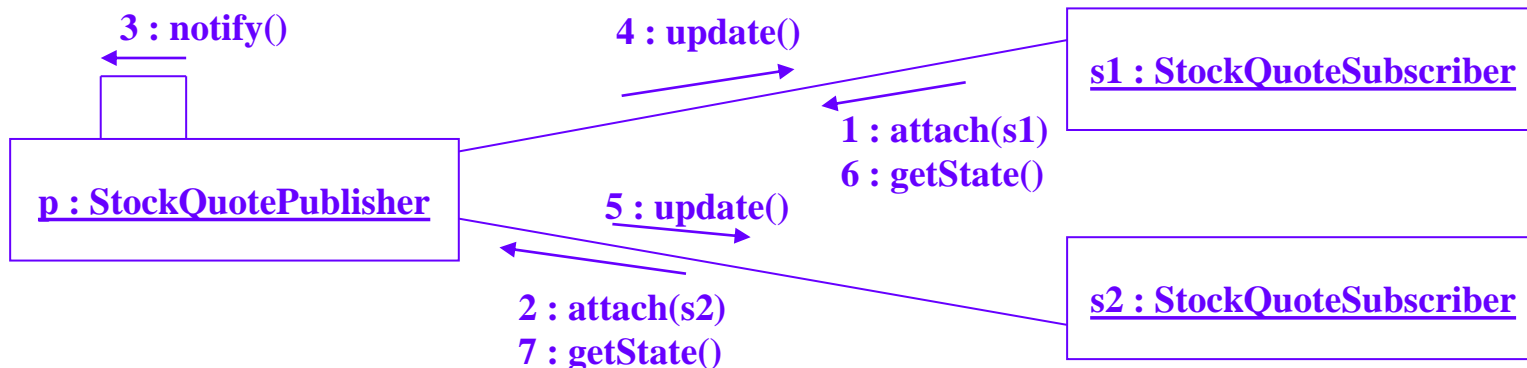 3 : notify()
4 : update()
s1 : StockQuoteSubscriber
1 : attach(s1)
6 : getState()
p : StockQuotePublisher
5 : update()
2 : attach(s2)
7 : getState()
s2 : StockQuoteSubscriber